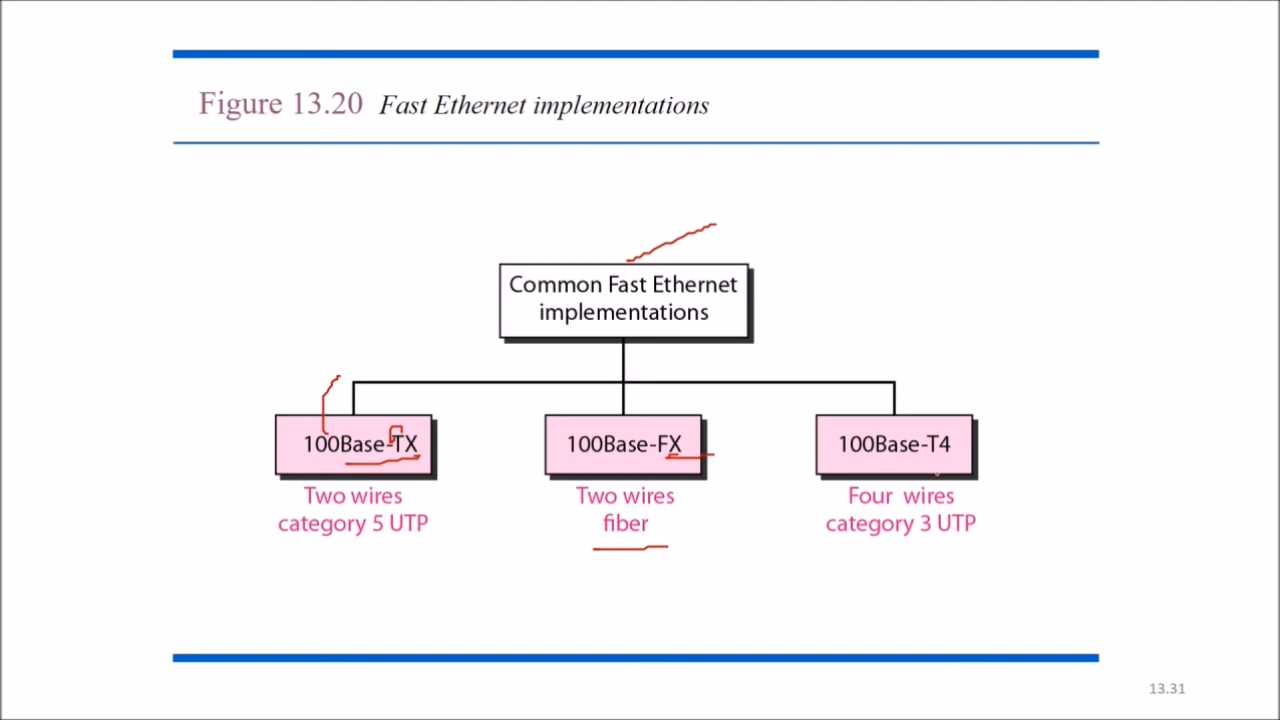 Figure 13.20 Fast Ethernet implementations
Common Fast Ethernet
implementations
100Base-TX
Two wires
category 5 UTP
100Base-FX
Two wires
fiber
100Base-T4
Four wires
category 3 UTP
13.31